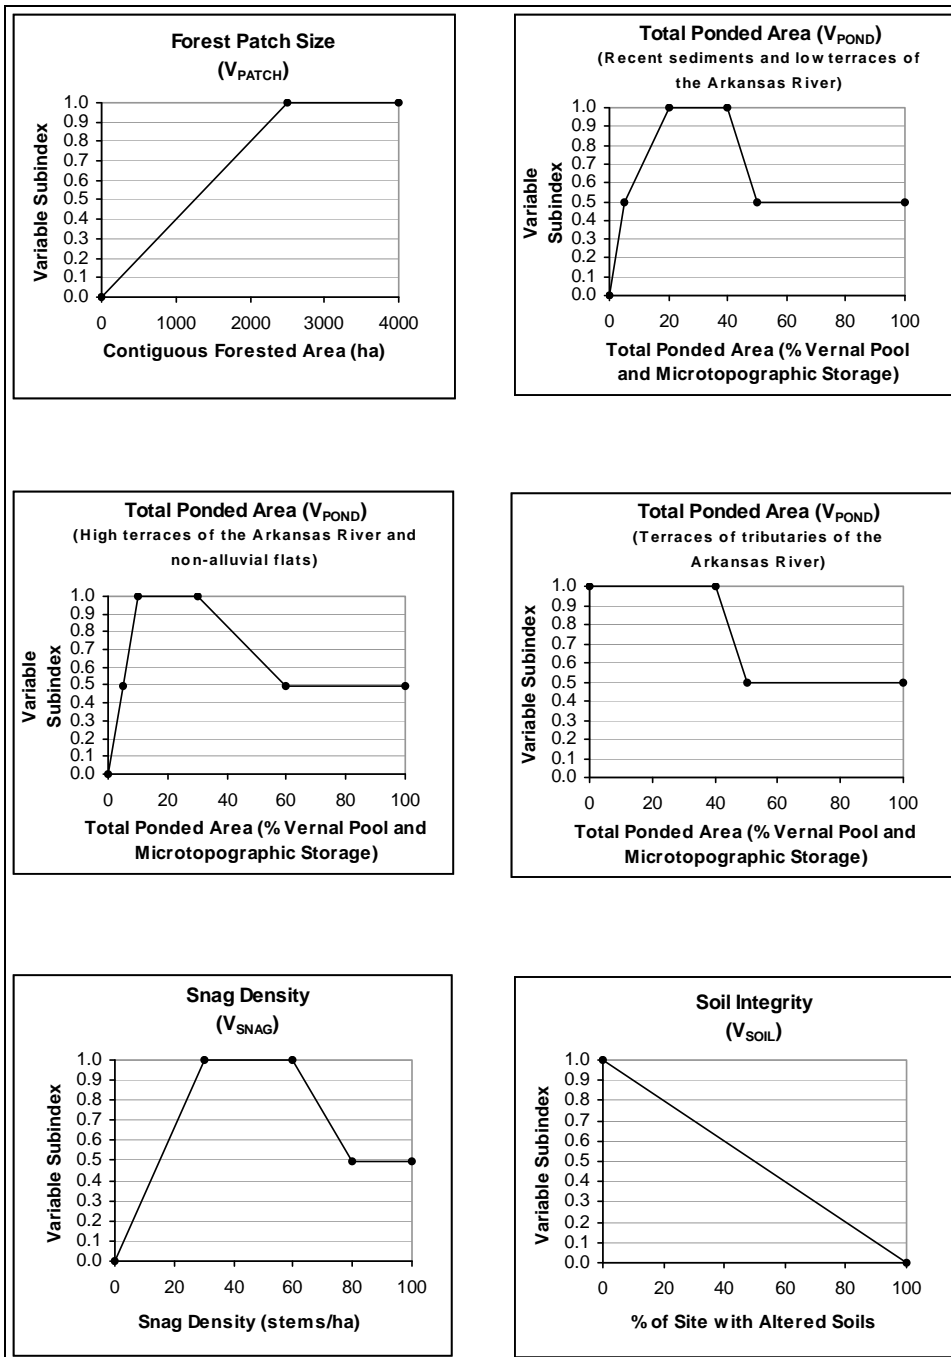 Forest Patch Size
(VPATCH)
1.0
0.9
0.8
0.7
0.6
0.5
0.4
0.3
0.2
0.1
0.0
Variable Subindex
0 1000 2000 3000 4000
Contiguous Forested Area (ha)
Total Ponded Area (VPOND)
(Recent sediments and low terraces of
the Arkansas River)
1.0
0.9
0.8
0.7
0.6
0.5
0.4
0.3
0.2
0.1
0.0
Variable
Subindex
0 20 40 60 80 100
Total Ponded Area (% Vernal Pool
and Microtopographic Storage)
Total Ponded Area (VPOND)
(High terraces of the Arkansas River and
non-alluvial flats)
1.0
0.9
0.8
0.7
0.6
0.5
0.4
0.3
0.2
0.1
0.0
Variable
Subindex
0 20 40 60 80 100
Total Ponded Area (% Vernal Pool and
Microtopographic Storage)
Total Ponded Area (VPOND)
(Terraces of tributaries of the
Arkansas River)
1.0
0.9
0.8
0.7
0.6
0.5
0.4
0.3
0.2
0.1
0.0
Variable Subindex
0 20 40 60 80 100
Total Ponded Area (% Vernal Pool and
Microtopographic Storage)
Snag Density
(VSNAG)
1.0
0.9
0.8
0.7
0.6
0.5
0.4
0.3
0.2
0.1
0.0
Variable Subindex
0 20 40 60 80 100
Snag Density (stems/ha)
Soil Integrity
(VSOIL)
1.0
0.9
0.8
0.7
0.6
0.5
0.4
0.3
0.2
0.1
0.0
Variable Subindex
0 20 40 60 80 100
% of Site with Altered Soils